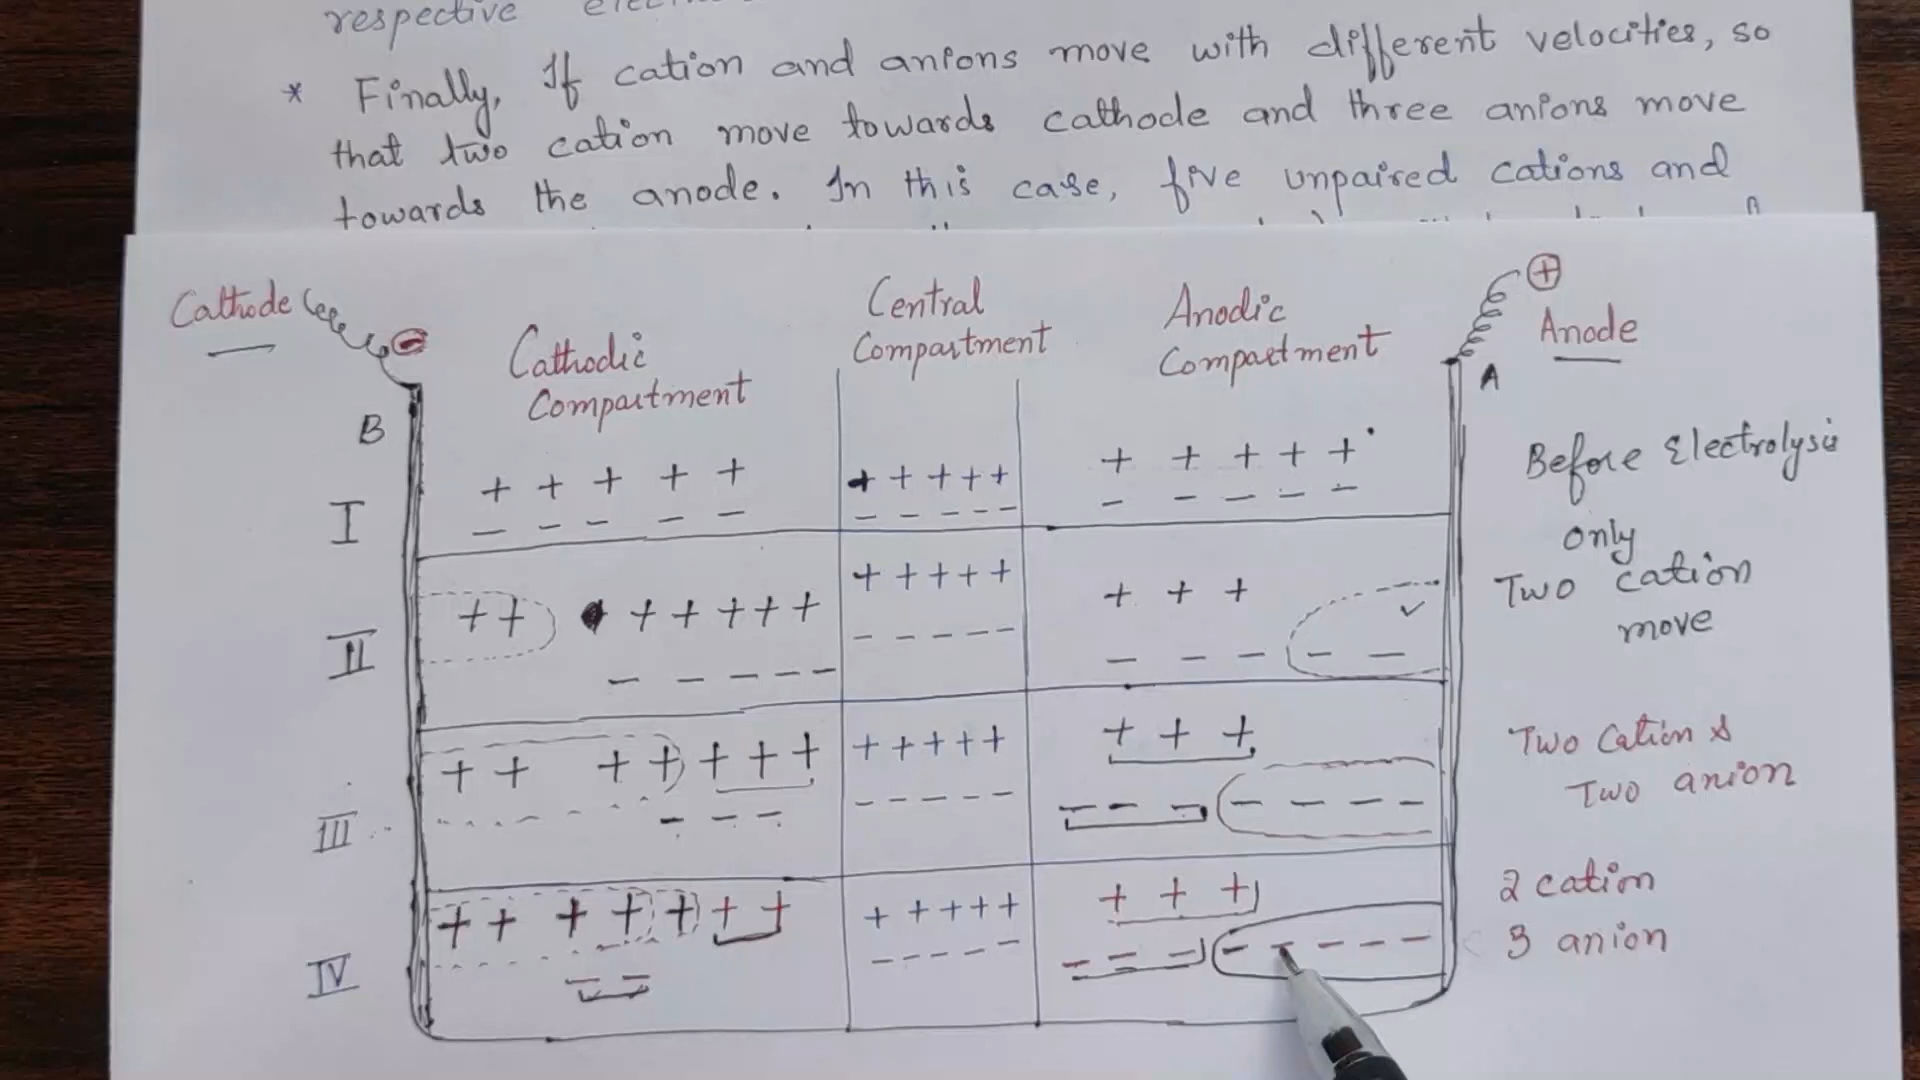 respective
* Finally, If cation and anions move with different velocities, so
that two cation move towards cathode and three anions move
towards the anode. In this case, five unpaired cations and
Cathode
Cathodic
Compartment
Central
Compartment
Anodic
Compartment
+
Anode
A
B
I
+ + + + +
- - - - -
+ + + + +
- - - - -
+ + + + +
- - - - -
Before Electrolysis
II
+ + + + + + +
- - - - -
+ + + + +
- - - - -
+ + +
- - - - -
only
Two cation
move
III
+ + + + + + +
- - -
+ + + + +
- - - - -
+ + +
- - - - - - -
Two Cation &
Two anion
IV
+ + + + + + +
- -
+ + + + +
- - - - -
+ + +
- - - - - - - -
2 cation
3 anion